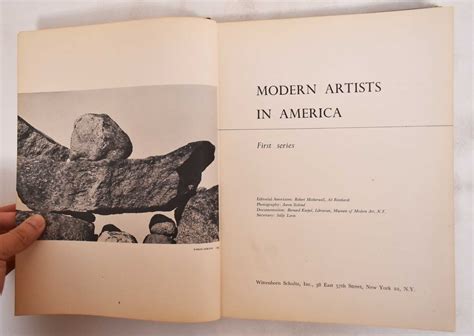 MODERN ARTISTS
IN AMERICA
First series
Editorial Associates: Robert Motherwell, Ad Reinhardt
Photography: Aaron Siskind
Documentation: Bernard Karpel, Librarian, Museum of Modern Art, N.Y.
Secretary: Sally
Wittenborn Schultz, Inc., 38 East 57th Street, New York 22, N.Y.